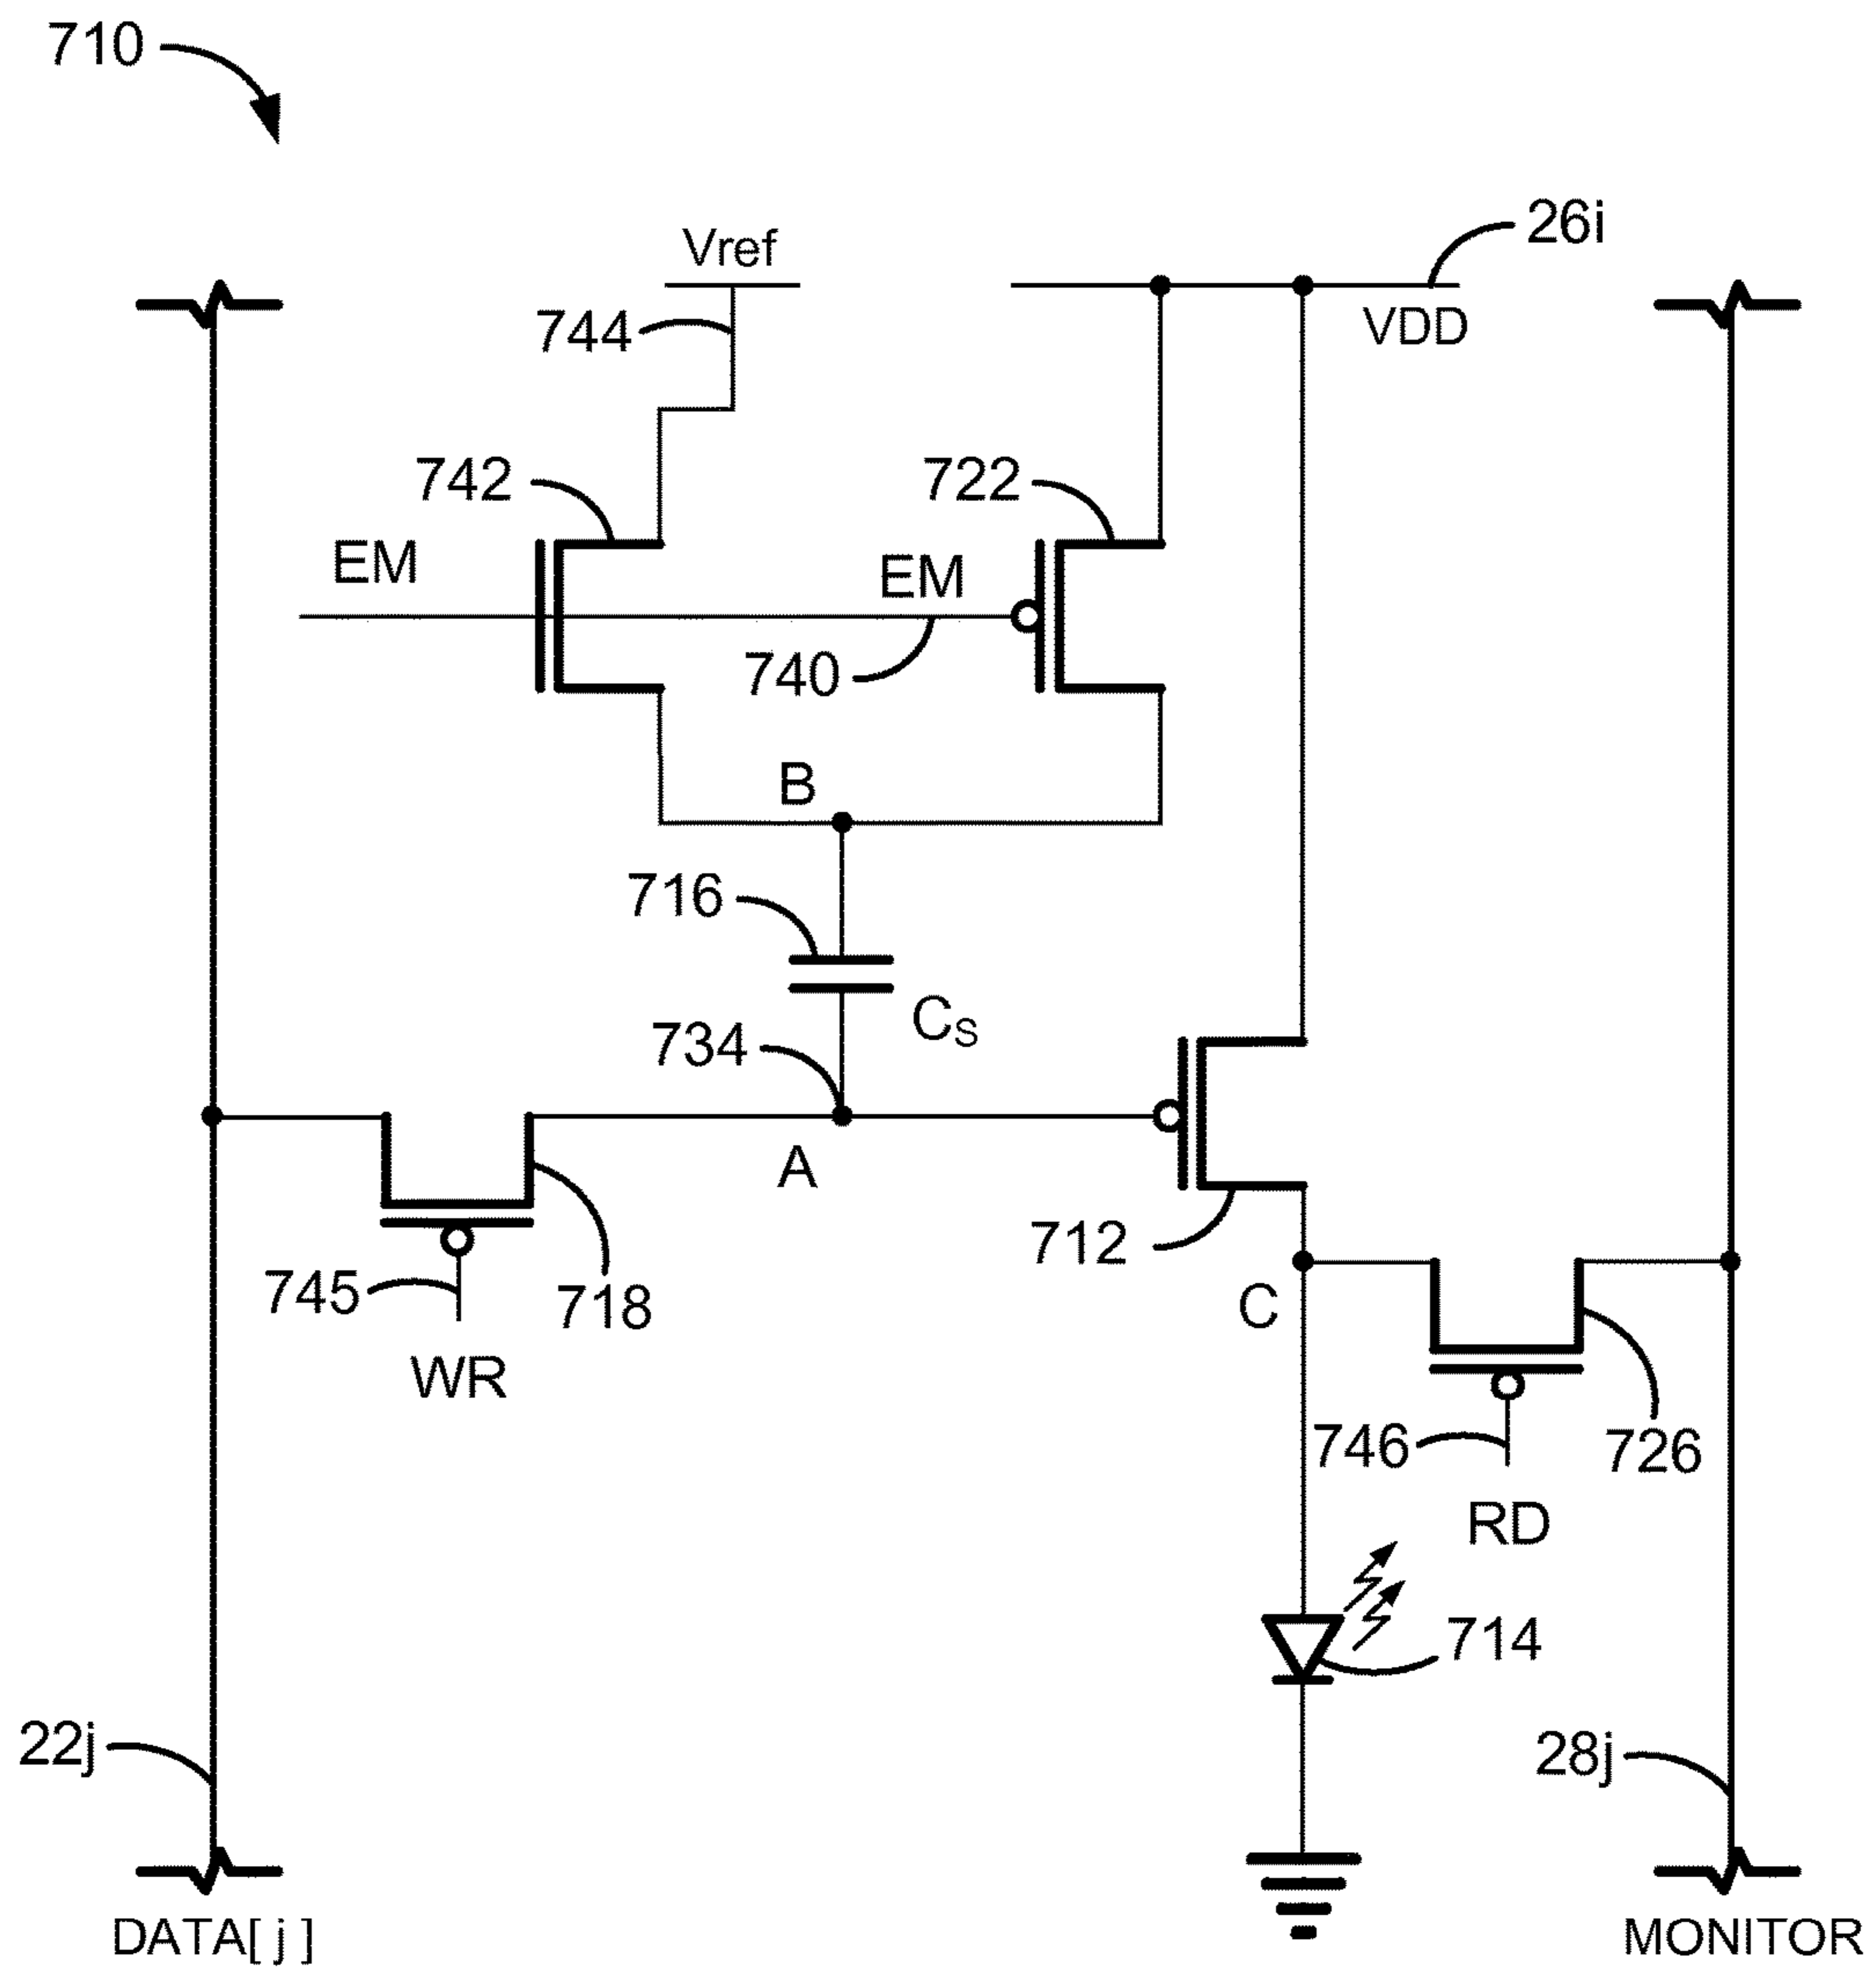 710
26i
Vref
744
VDD
742
722
EM
EM
740
B
716
CS
734
A
712
745
718
C
WR
746
726
RD
714
22j
28j
DATA[ j ]
MONITOR